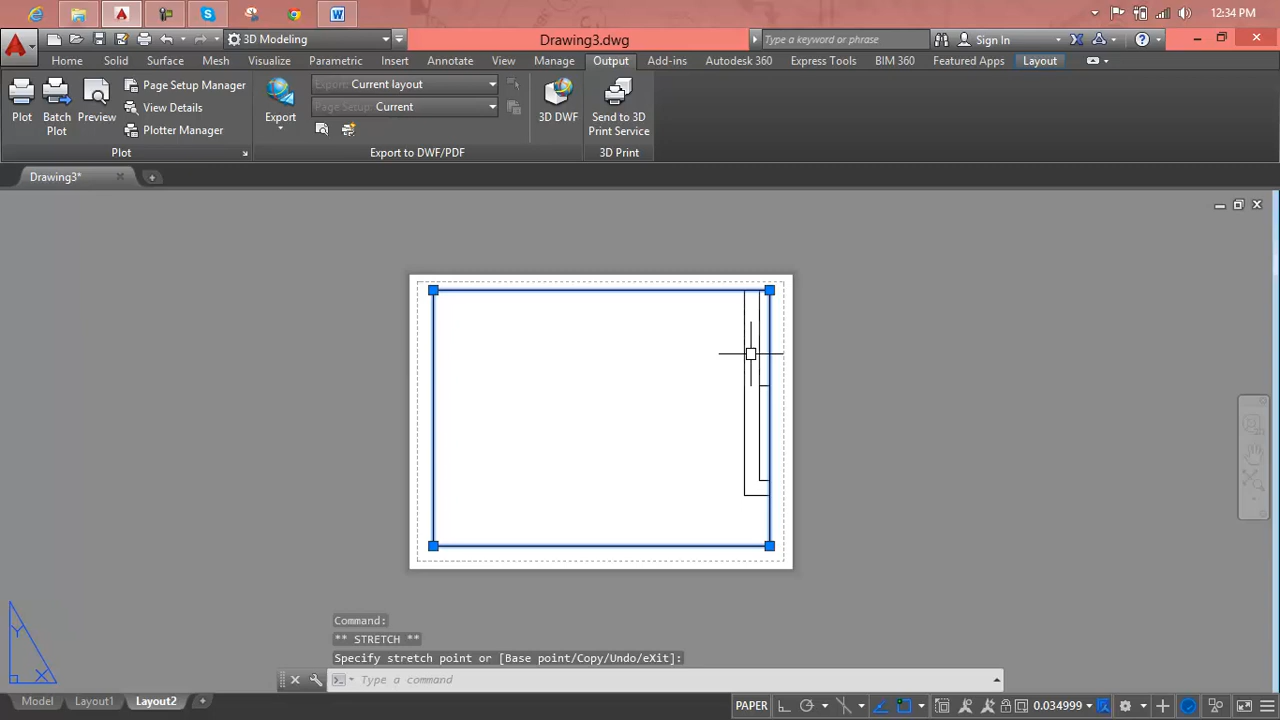 12:34 PM
3D Modeling
Drawing3.dwg
Type a keyword or phrase
Sign In
Home Solid Surface Mesh Visualize Parametric Insert Annotate View Manage Output Add-ins Autodesk 360 Express Tools BIM 360 Featured Apps Layout
Plot
Batch
Plot
Preview
Page Setup Manager
View Details
Plotter Manager
Plot
Export
Export: Current layout
Page Setup: Current
Export to DWF/PDF
3D DWF
Send to 3D
Print Service
3D Print
Drawing3*
Y
X
Command:
** STRETCH **
Specify stretch point or [Base point/Copy/Undo/eXit]:
Type a command
Model Layout1 Layout2
PAPER
0.034999